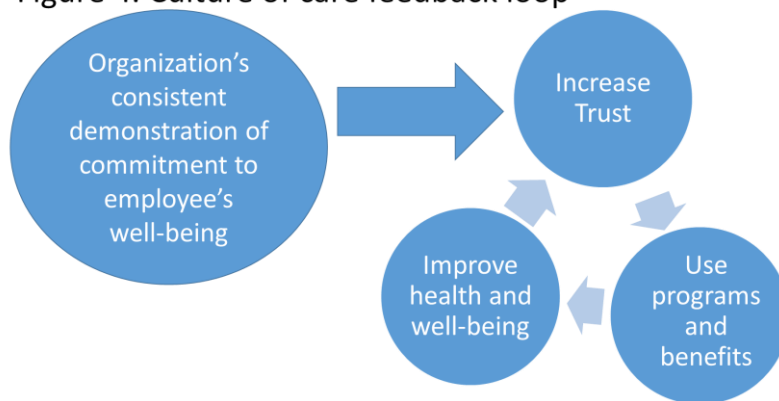 Figure 4: Culture of care feedback loop
Organization's
consistent
demonstration of
commitment to
employee's
well-being
Increase
Trust
Use
programs
and
benefits
Improve
health and
well-being